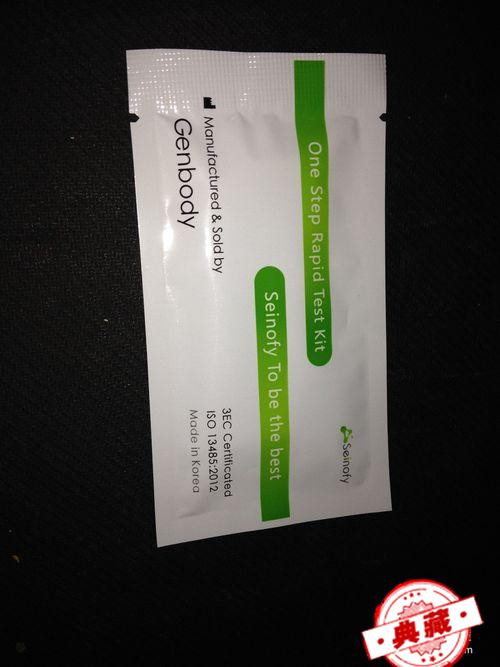 Seinofy
One Step Rapid Test Kit
Seinofy To be the best
Manufactured & Sold by
Genbody
3EC Certificated
ISO 13485:2012
Made in Korea
典藏